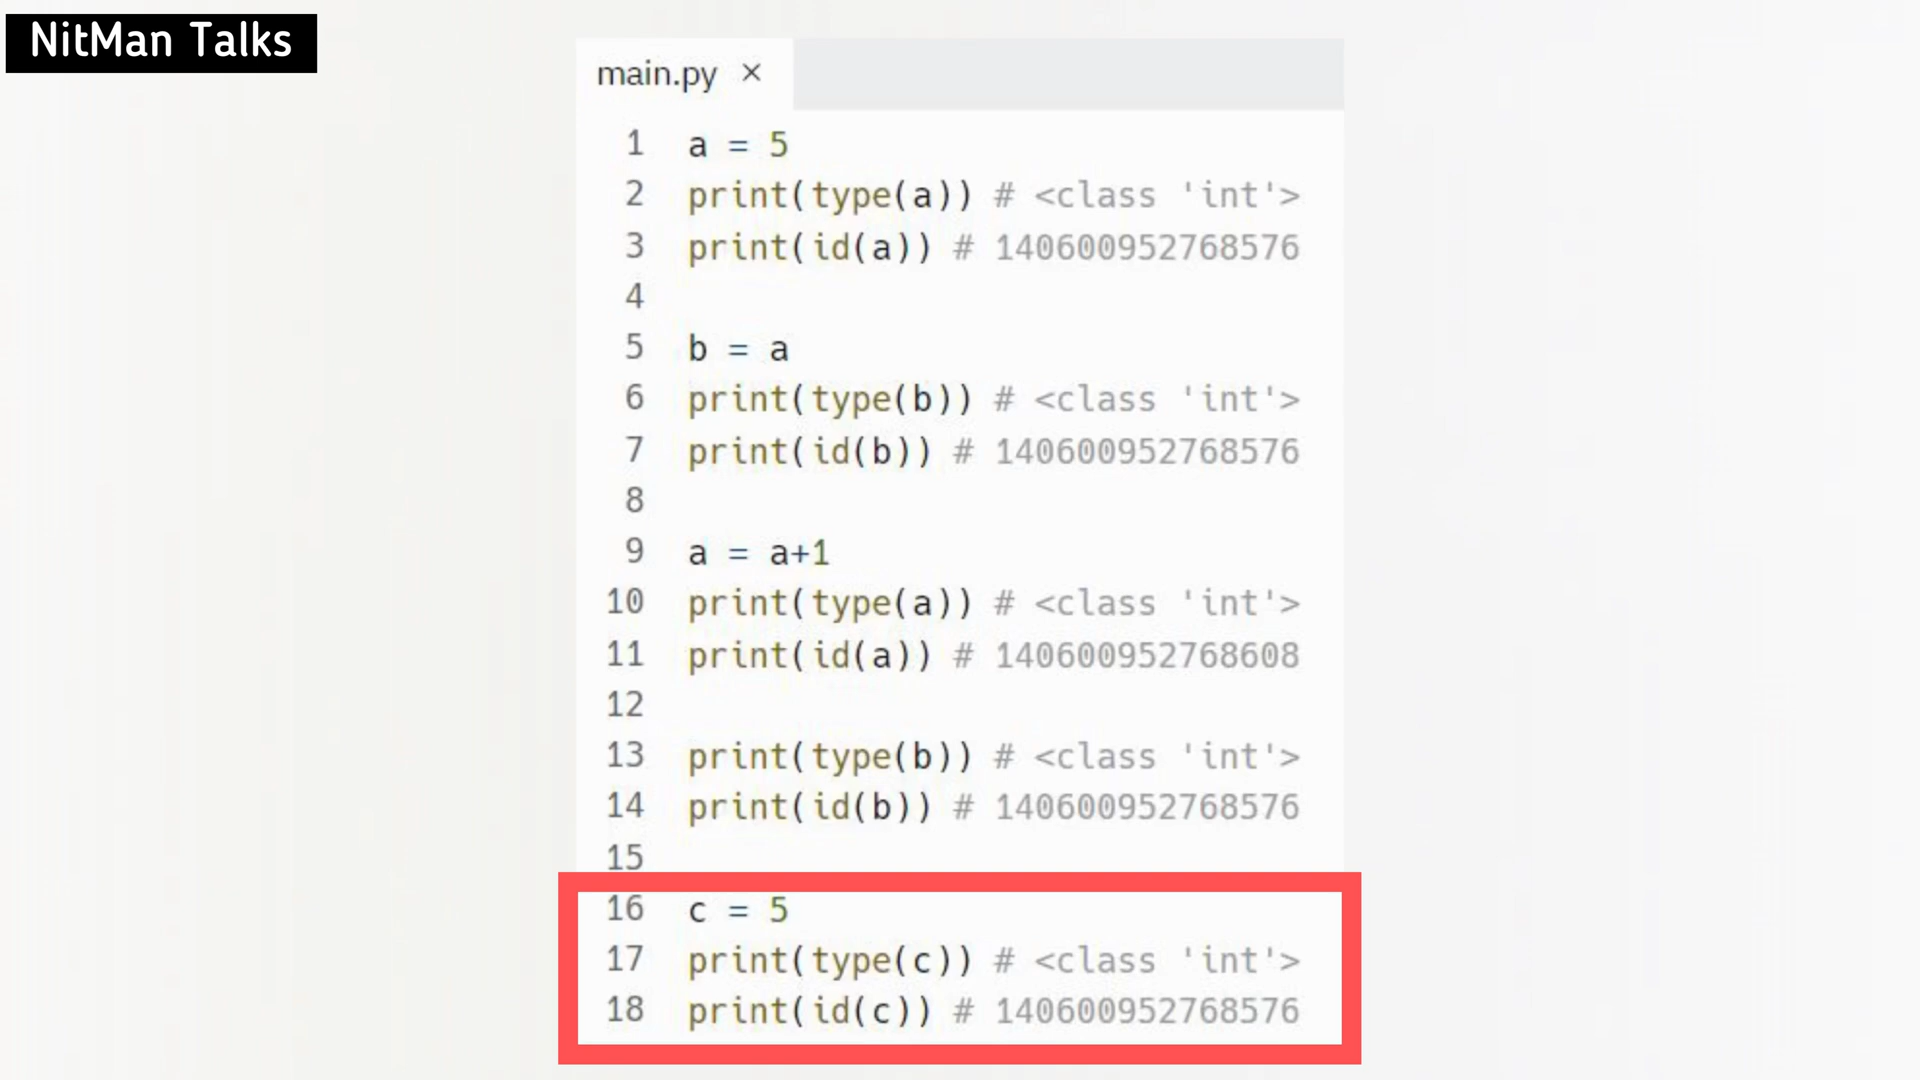 NitMan Talks
main.py ×
1 a = 5
2 print(type(a)) # <class 'int'>
3 print(id(a)) # 140600952768576
4
5 b = a
6 print(type(b)) # <class 'int'>
7 print(id(b)) # 140600952768576
8
9 a = a+1
10 print(type(a)) # <class 'int'>
11 print(id(a)) # 140600952768608
12
13 print(type(b)) # <class 'int'>
14 print(id(b)) # 140600952768576
15
16 c = 5
17 print(type(c)) # <class 'int'>
18 print(id(c)) # 140600952768576